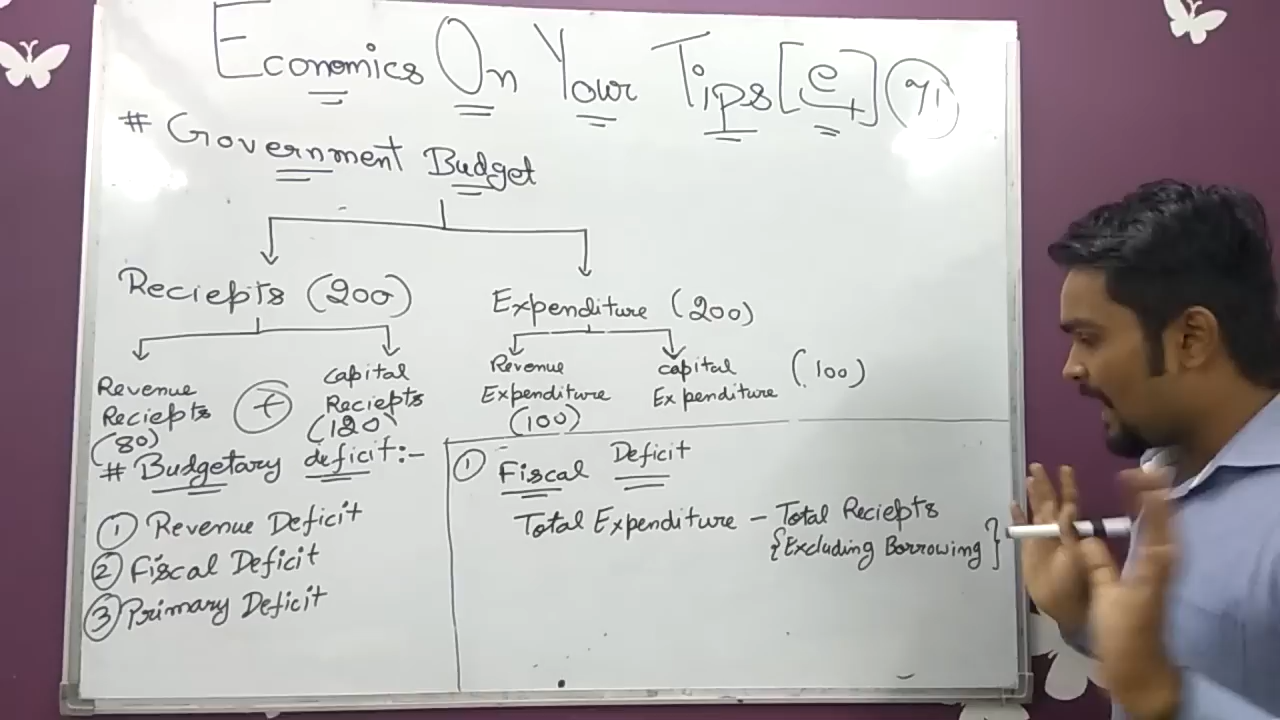 Economics On Your Tips [e+]
# Government Budget
Reciepts (200)
Expenditure (200)
Revenue
Reciepts
(80)
+
Capital
Reciepts
(120)
Revenue
Expenditure
(100)
Capital
Expenditure
(100)
# Budgetary deficit:-
1 Revenue Deficit
2 Fiscal Deficit
3 Primary Deficit
1 Fiscal Deficit
Total Expenditure - Total Reciepts
{Excluding Borrowing}